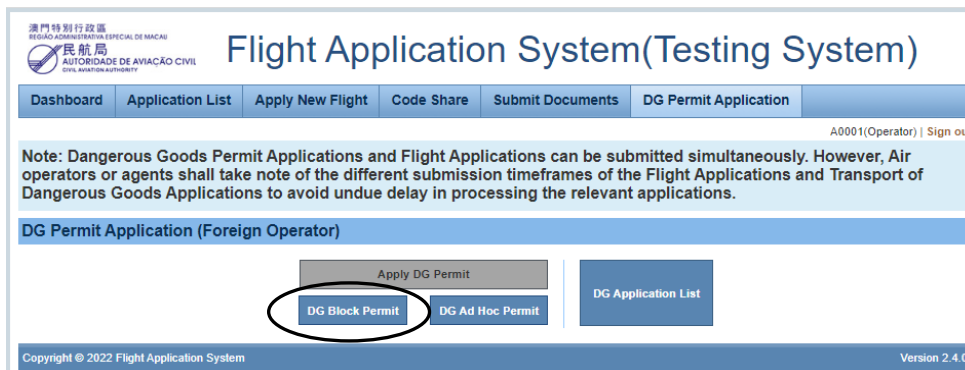 澳門特別行政區
REGIÃO ADMINISTRATIVA ESPECIAL DE MACAU
民航局
AUTORIDADE DE AVIAÇÃO CIVIL
CIVIL AVIATION AUTHORITY
Flight Application System(Testing System)
Dashboard Application List Apply New Flight Code Share Submit Documents DG Permit Application
A0001(Operator) | Sign ou
Note: Dangerous Goods Permit Applications and Flight Applications can be submitted simultaneously. However, Air
operators or agents shall take note of the different submission timeframes of the Flight Applications and Transport of
Dangerous Goods Applications to avoid undue delay in processing the relevant applications.
DG Permit Application (Foreign Operator)
Apply DG Permit
DG Block Permit DG Ad Hoc Permit DG Application List
Copyright © 2022 Flight Application System Version 2.4.0